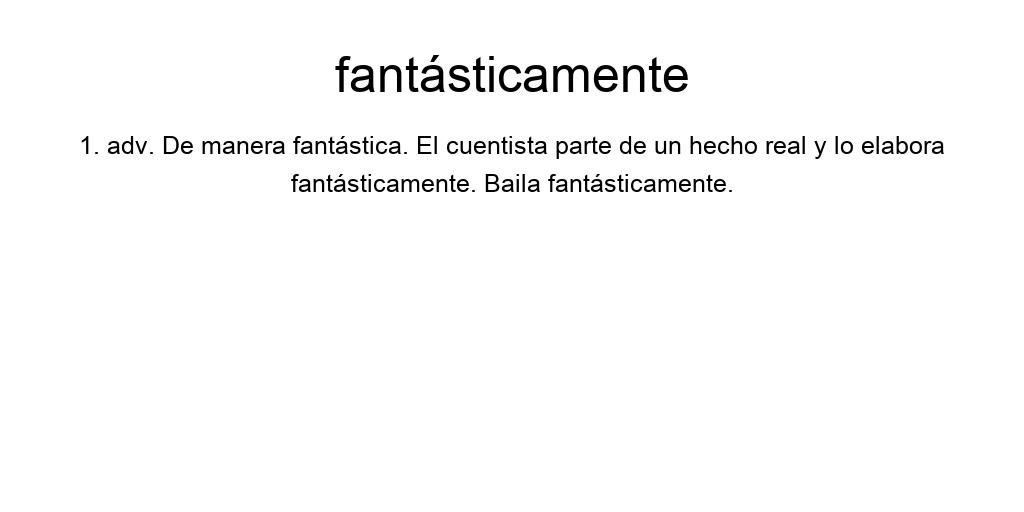 fantásticamente
1. adv. De manera fantástica. El cuentista parte de un hecho real y lo elabora
fantásticamente. Baila fantásticamente.